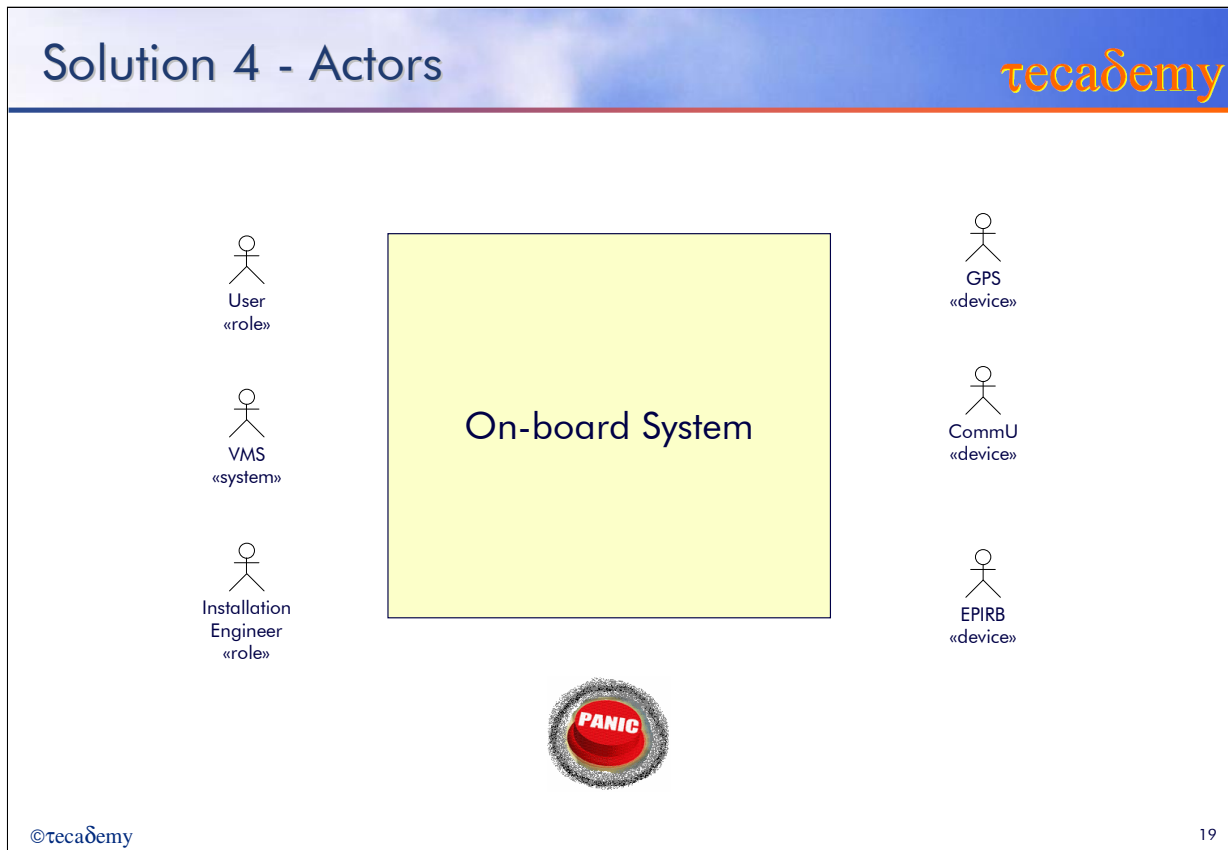 Solution 4 - Actors
τecaδemy
User
«role»
VMS
«system»
Installation
Engineer
«role»
On-board System
GPS
«device»
CommU
«device»
EPIRB
«device»
PANIC
©τecaδemy
19